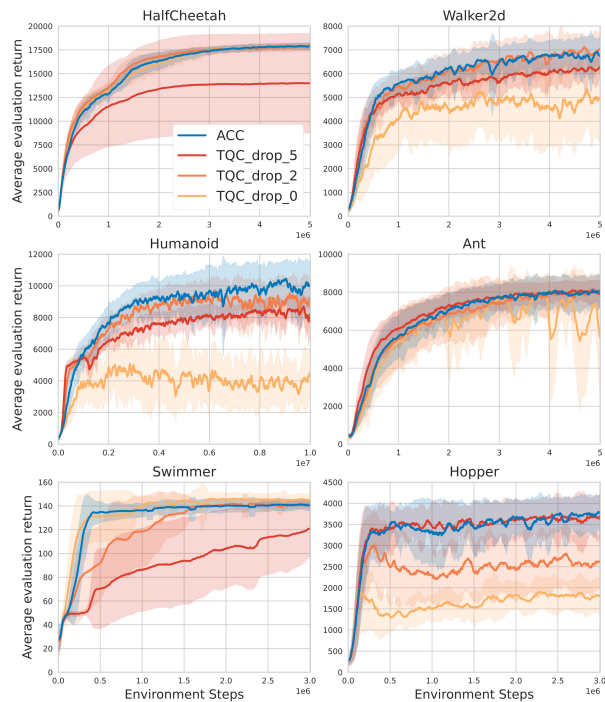 HalfCheetah
Average evaluation return
20000
17500
15000
12500
10000
7500
5000
2500
0
0 1 2 3 4 5
1e6
ACC
TQC_drop_5
TQC_drop_2
TQC_drop_0
Walker2d
8000
7000
6000
5000
4000
3000
2000
1000
0
0 1 2 3 4 5
1e6
Humanoid
Average evaluation return
12000
10000
8000
6000
4000
2000
0
0.0 0.2 0.4 0.6 0.8 1.0
1e7
Ant
10000
8000
6000
4000
2000
0
0 1 2 3 4 5
1e6
Swimmer
Average evaluation return
160
140
120
100
80
60
40
20
0
0.0 0.5 1.0 1.5 2.0 2.5 3.0
1e6
Environment Steps
Hopper
4500
4000
3500
3000
2500
2000
1500
1000
500
0
0.0 0.5 1.0 1.5 2.0 2.5 3.0
1e6
Environment Steps